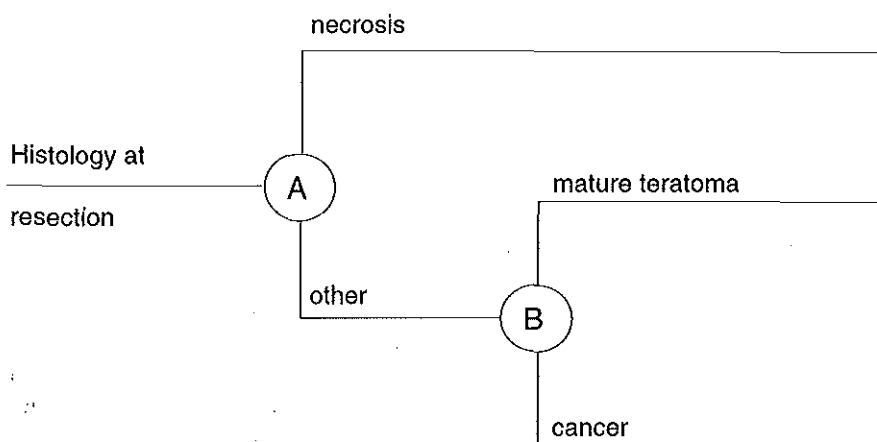 necrosis
Histology at
A
mature teratoma
resection
other
B
cancer